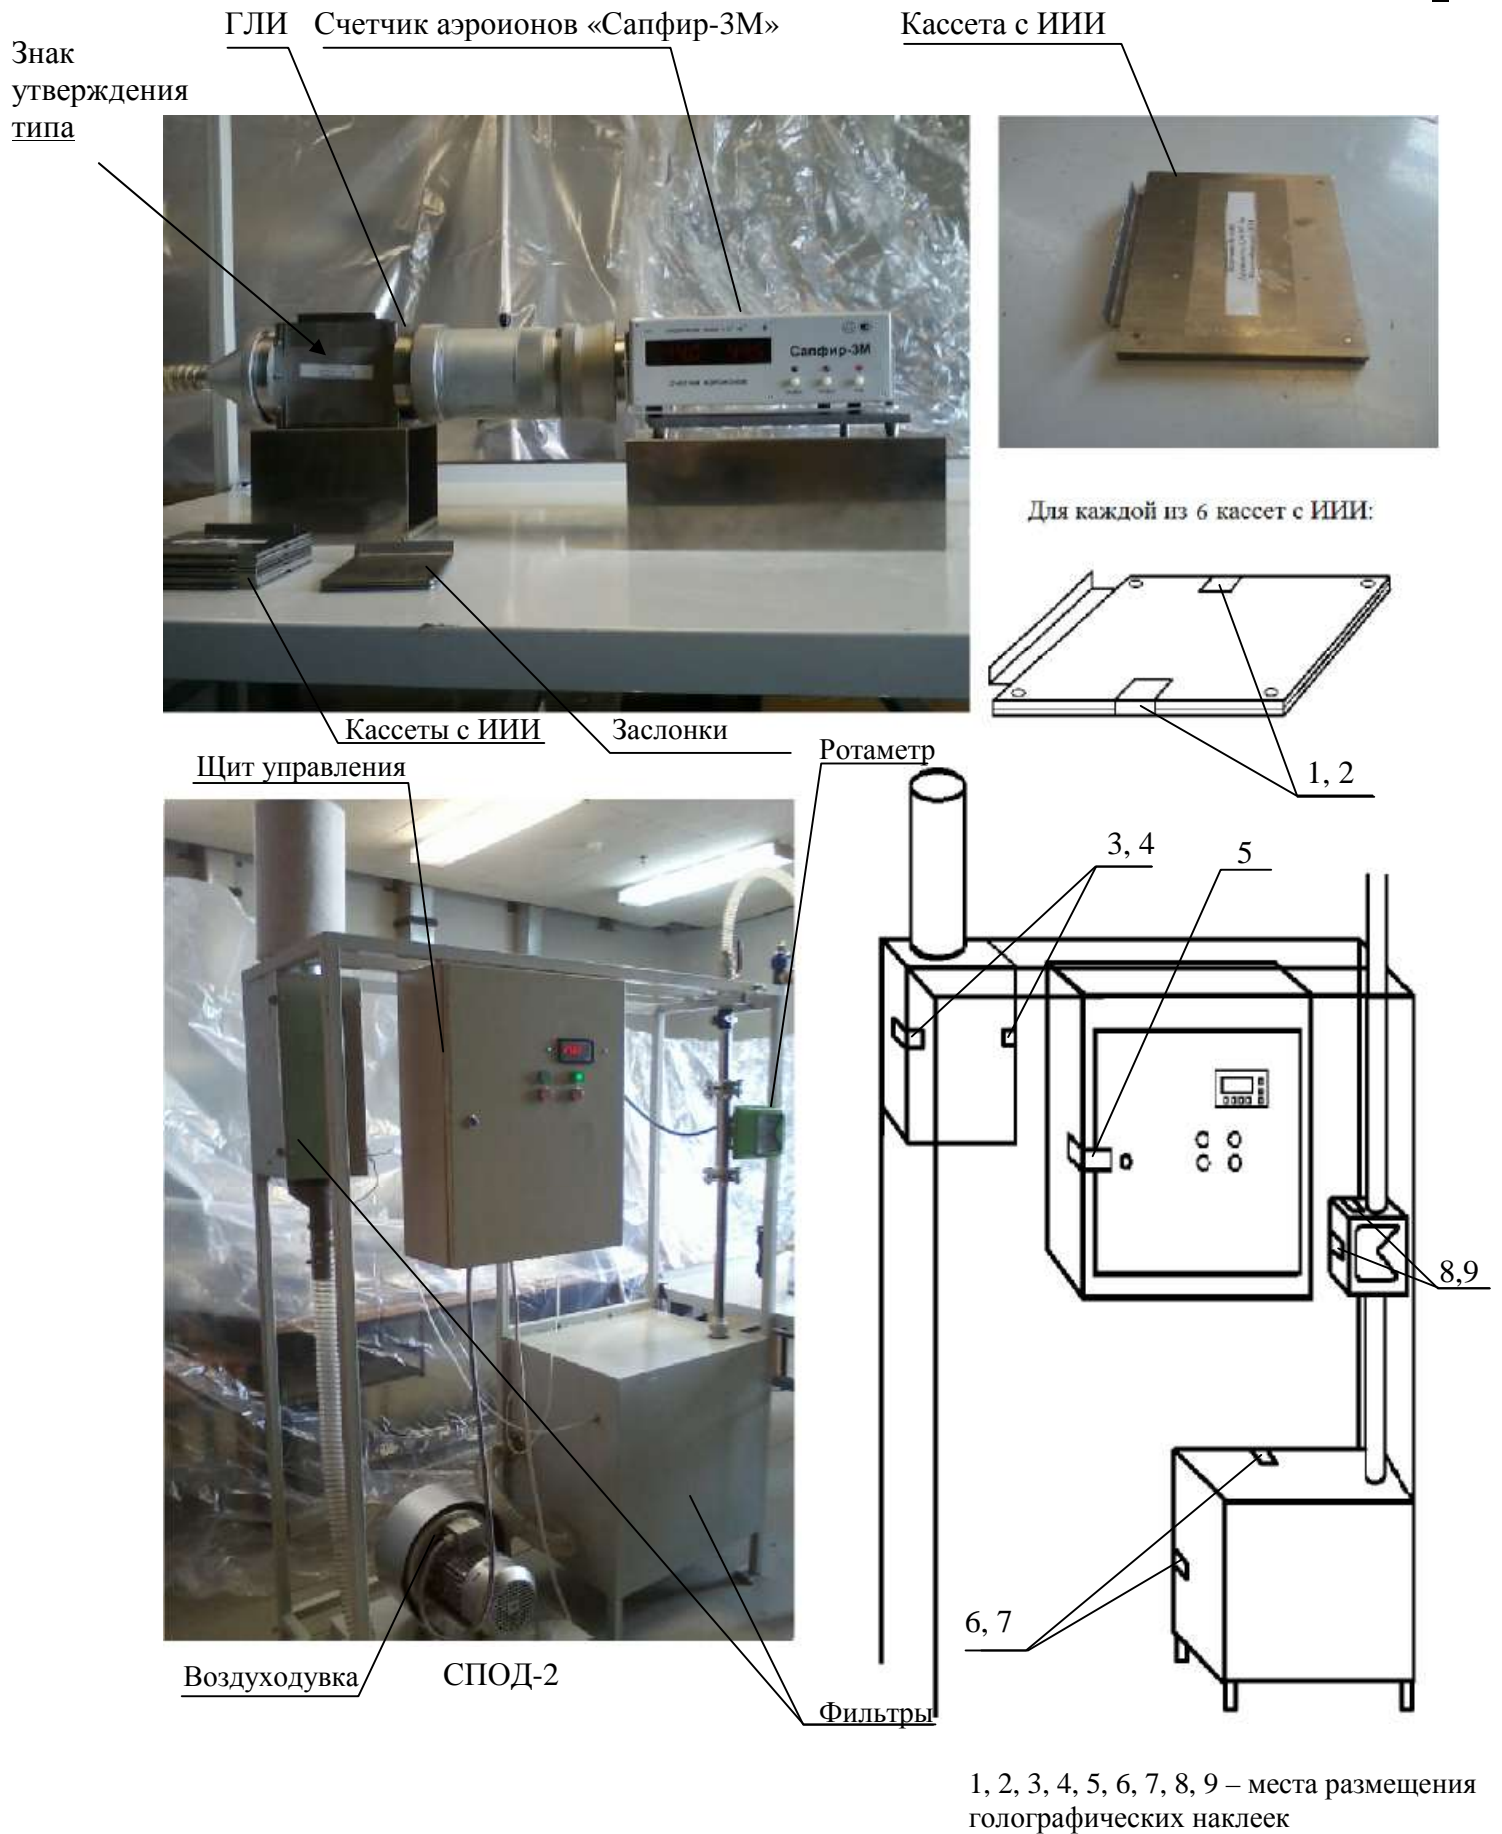 ГЛИ
Счетчик аэроионов «Сапфир-3М»
Кассета с ИИИ
Знак
утверждения
типа
Сапфир-3М
СЧЕТЧИК АЭРОИОНОВ
Для каждой из 6 кассет с ИИИ:
Кассеты с ИИИ
Заслонки
1, 2
Щит управления
Ротаметр
3, 4
5
8,9
6, 7
Воздуходувка
СПОД-2
Фильтры
1, 2, 3, 4, 5, 6, 7, 8, 9 – места размещения
голографических наклеек